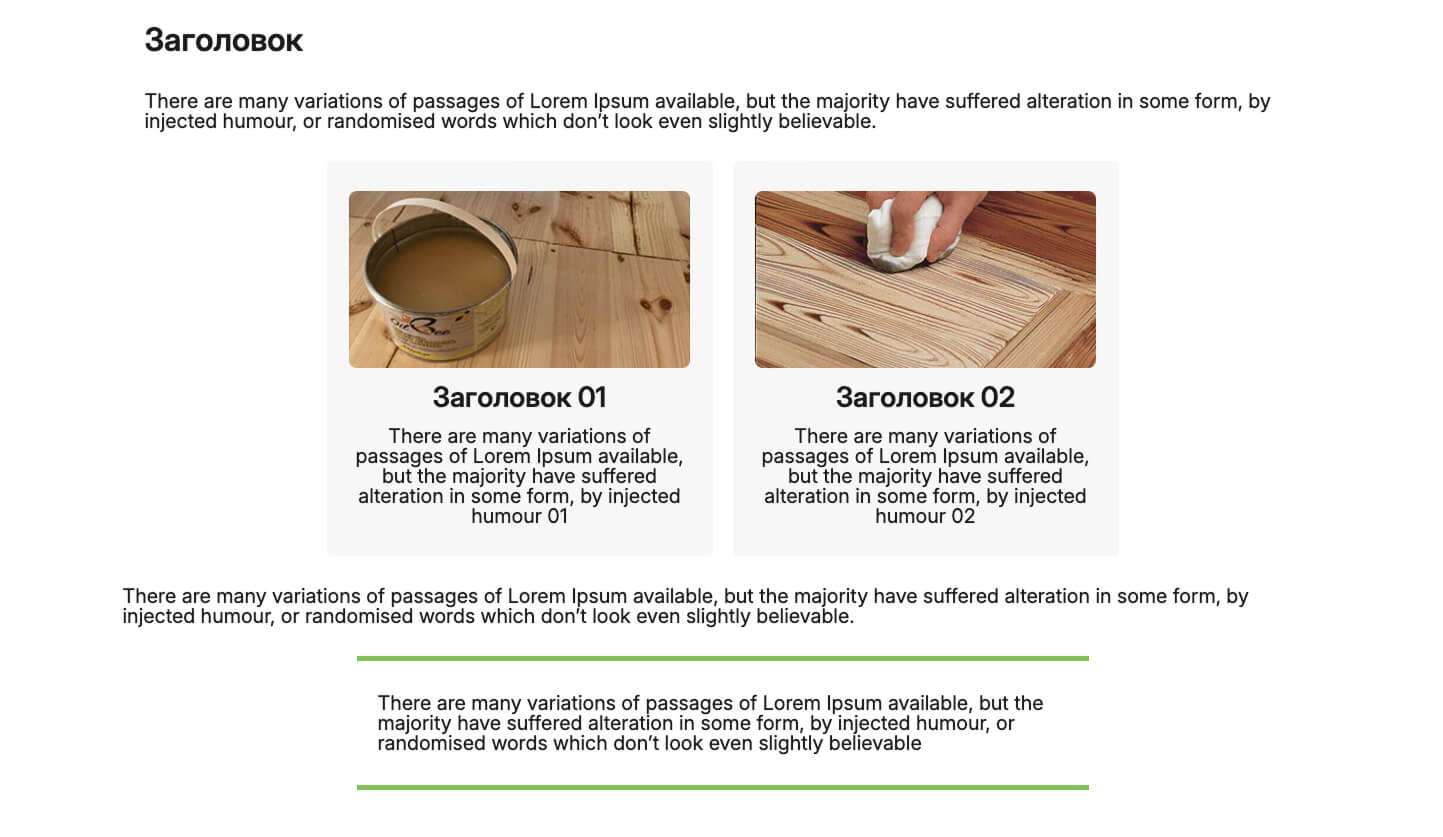 Заголовок
There are many variations of passages of Lorem Ipsum available, but the majority have suffered alteration in some form, by
injected humour, or randomised words which don’t look even slightly believable.
Заголовок 01
There are many variations of
passages of Lorem Ipsum available,
but the majority have suffered
alteration in some form, by injected
humour 01
Заголовок 02
There are many variations of
passages of Lorem Ipsum available,
but the majority have suffered
alteration in some form, by injected
humour 02
There are many variations of passages of Lorem Ipsum available, but the majority have suffered alteration in some form, by
injected humour, or randomised words which don’t look even slightly believable.
There are many variations of passages of Lorem Ipsum available, but the
majority have suffered alteration in some form, by injected humour, or
randomised words which don’t look even slightly believable